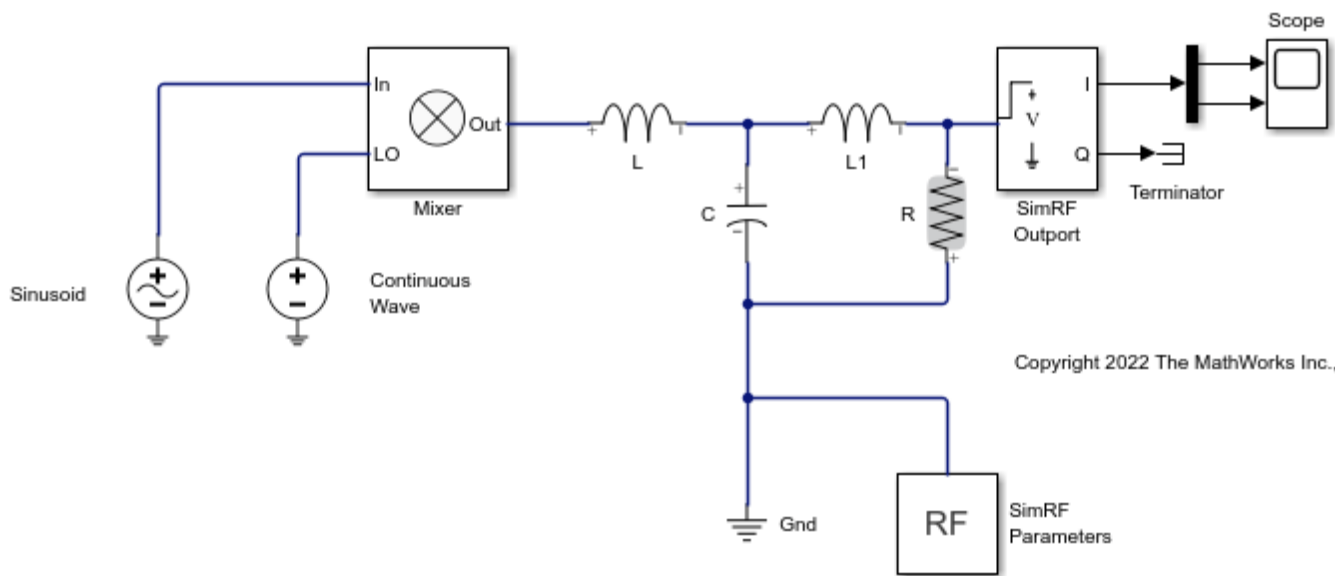 Scope
In
Out
LO
Mixer
L
L1
I
V
Q
Terminator
C
R
SimRF
Outport
Sinusoid
Continuous
Wave
Copyright 2022 The MathWorks Inc.,
Gnd
RF
SimRF
Parameters